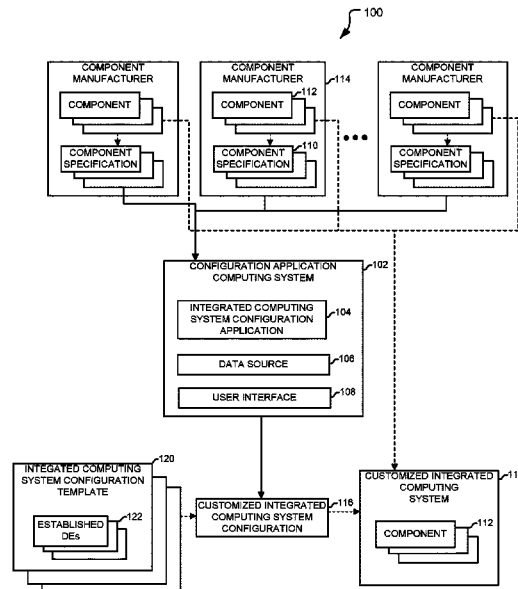 100
COMPONENT
MANUFACTURER
COMPONENT
COMPONENT
SPECIFICATION
COMPONENT
MANUFACTURER
114
COMPONENT
112
COMPONENT
SPECIFICATION
110
COMPONENT
MANUFACTURER
COMPONENT
COMPONENT
SPECIFICATION
CONFIGURATION APPLICATION
COMPUTING SYSTEM
102
INTEGRATED COMPUTING
SYSTEM CONFIGURATION
APPLICATION
104
DATA SOURCE
106
USER INTERFACE
108
INTEGATED COMPUTING
SYSTEM CONFIGURATION
TEMPLATE
120
ESTABLISHED
DEs
122
CUSTOMIZED INTEGRATED
COMPUTING SYSTEM
CONFIGURATION
116
CUSTOMIZED INTEGRATED
COMPUTING
SYSTEM
COMPONENT
112